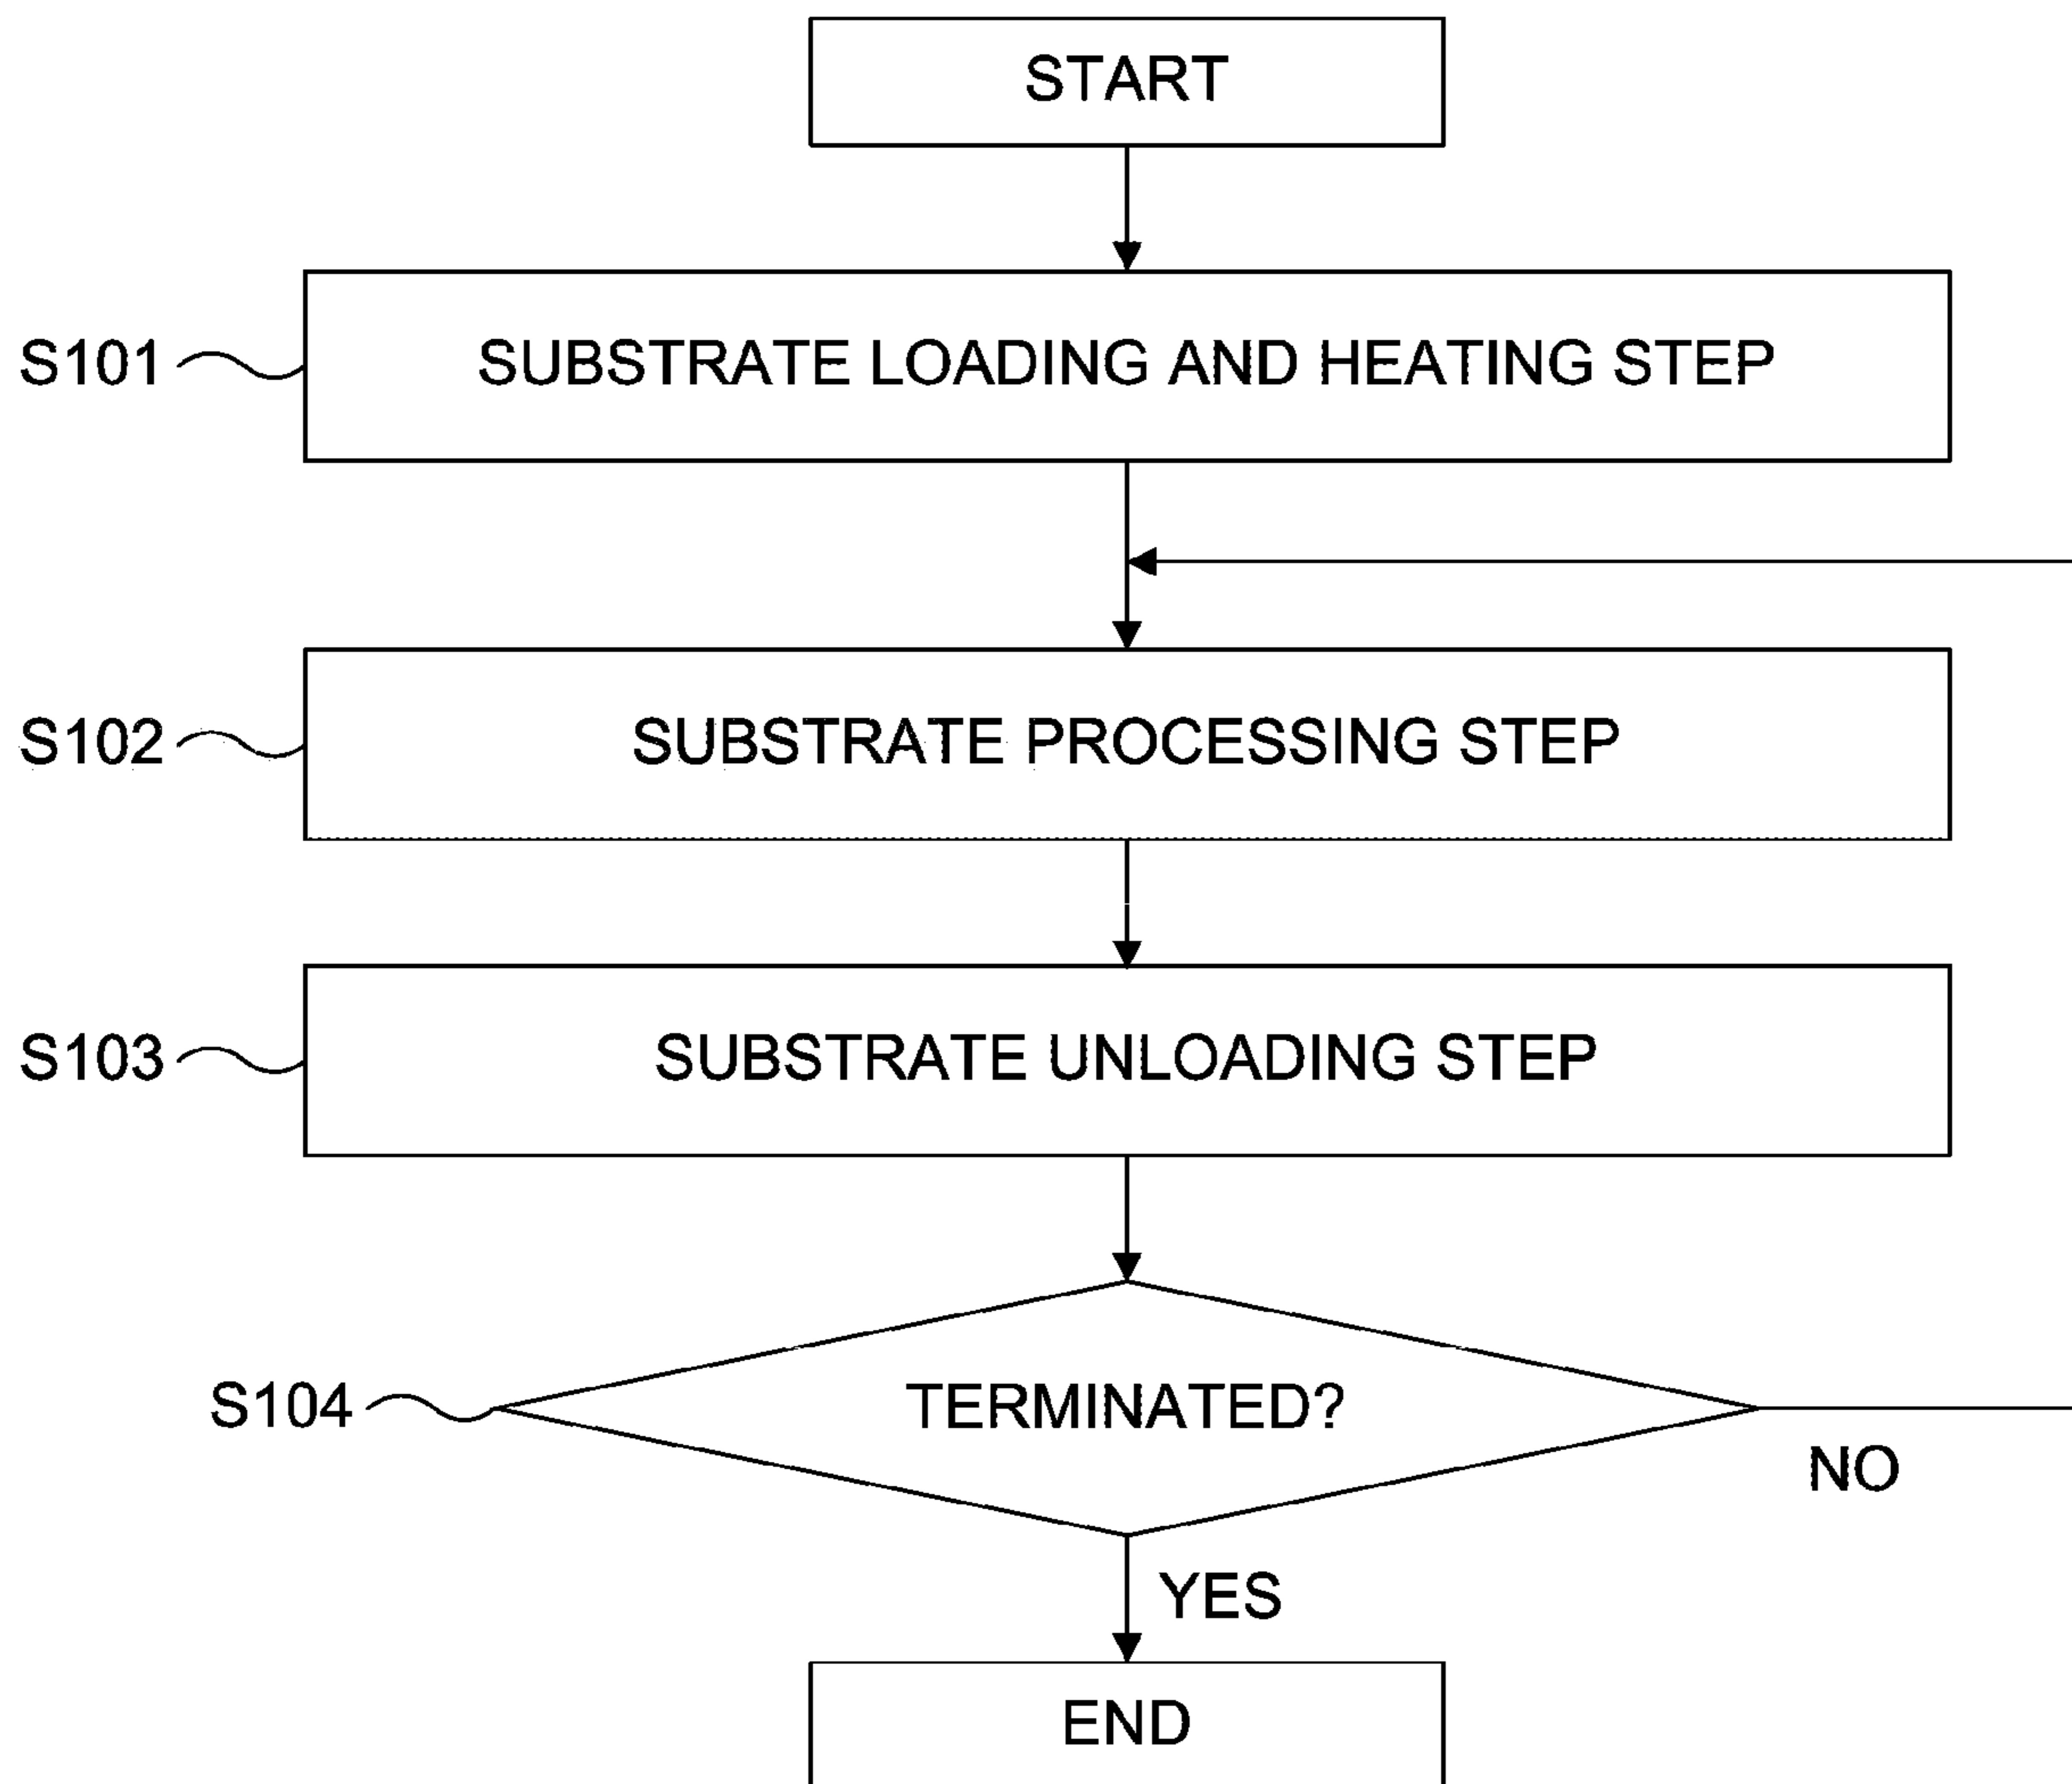 START
S101
SUBSTRATE LOADING AND HEATING STEP
S102
SUBSTRATE PROCESSING STEP
S103
SUBSTRATE UNLOADING STEP
S104
TERMINATED?
NO
YES
END